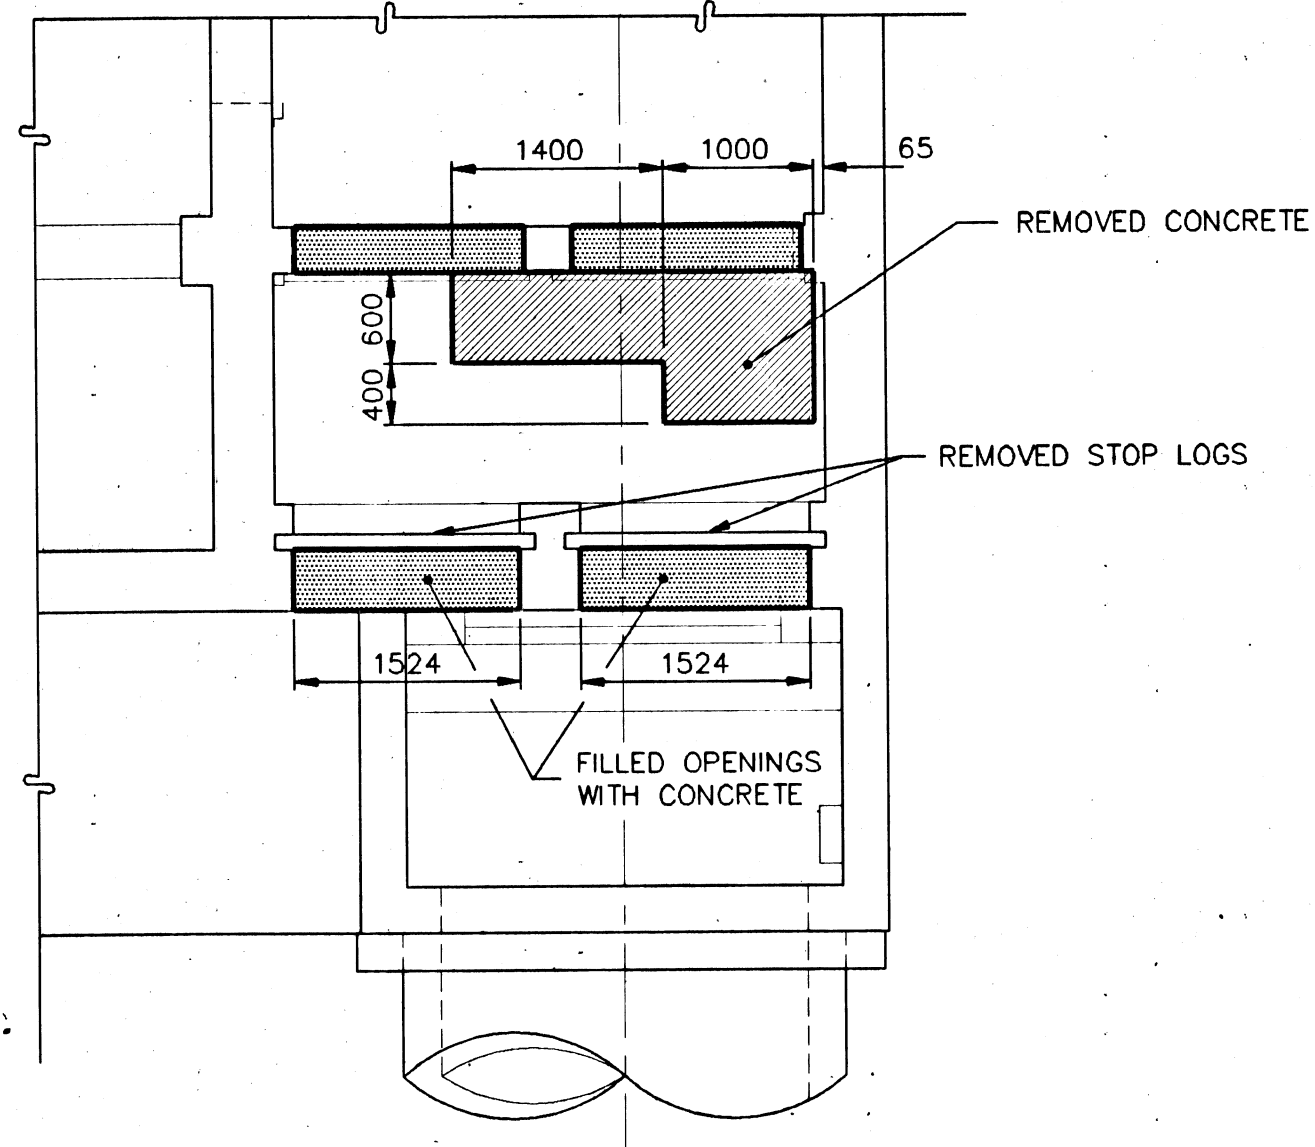 1400
1000
65
REMOVED CONCRETE
600
400
REMOVED STOP LOGS
1524
1524
FILLED OPENINGS
WITH CONCRETE